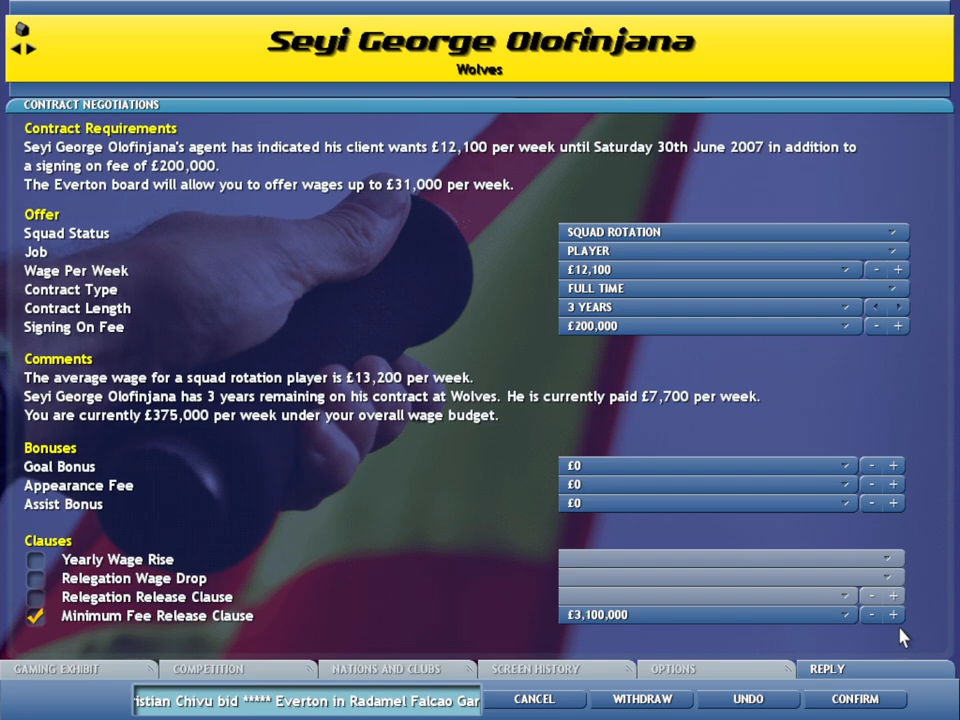 Seyi George Olofinjana
Wolves
CONTRACT NEGOTIATIONS
Contract Requirements
Seyi George Olofinjana's agent has indicated his client wants £12,100 per week until Saturday 30th June 2007 in addition to
a signing on fee of £200,000.
The Everton board will allow you to offer wages up to £31,000 per week.
Offer
Squad Status SQUAD ROTATION
Job PLAYER
Wage Per Week £12,100 - +
Contract Type FULL TIME
Contract Length 3 YEARS
Signing On Fee £200,000 - +
Comments
The average wage for a squad rotation player is £13,200 per week.
Seyi George Olofinjana has 3 years remaining on his contract at Wolves. He is currently paid £7,700 per week.
You are currently £375,000 per week under your overall wage budget.
Bonuses
Goal Bonus £0 - +
Appearance Fee £0 - +
Assist Bonus £0 - +
Clauses
Yearly Wage Rise
Relegation Wage Drop
Relegation Release Clause - +
Minimum Fee Release Clause £3,100,000 - +
GAMING EXHIBIT COMPETITION NATIONS AND CLUBS SCREEN HISTORY OPTIONS REPLY
istian Chivu bid ***** Everton in Radamel Falcao Gar CANCEL WITHDRAW UNDO CONFIRM